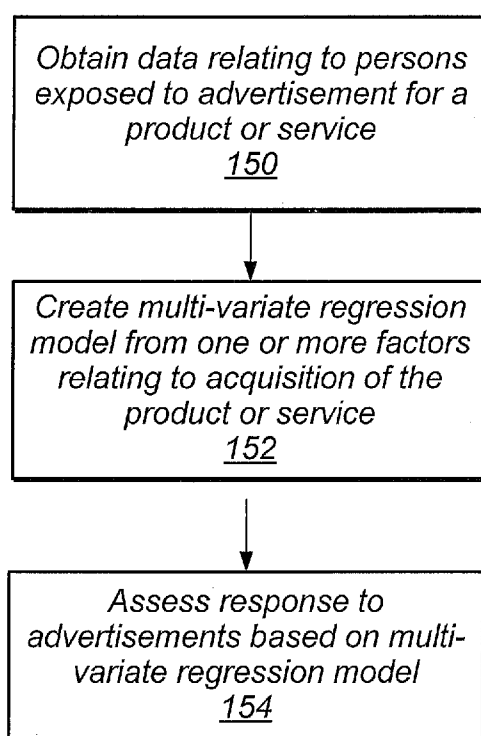 Obtain data relating to persons
exposed to advertisement for a
product or service
150
Create multi-variate regression
model from one or more factors
relating to acquisition of the
product or service
152
Assess response to
advertisements based on multi-
variate regression model
154